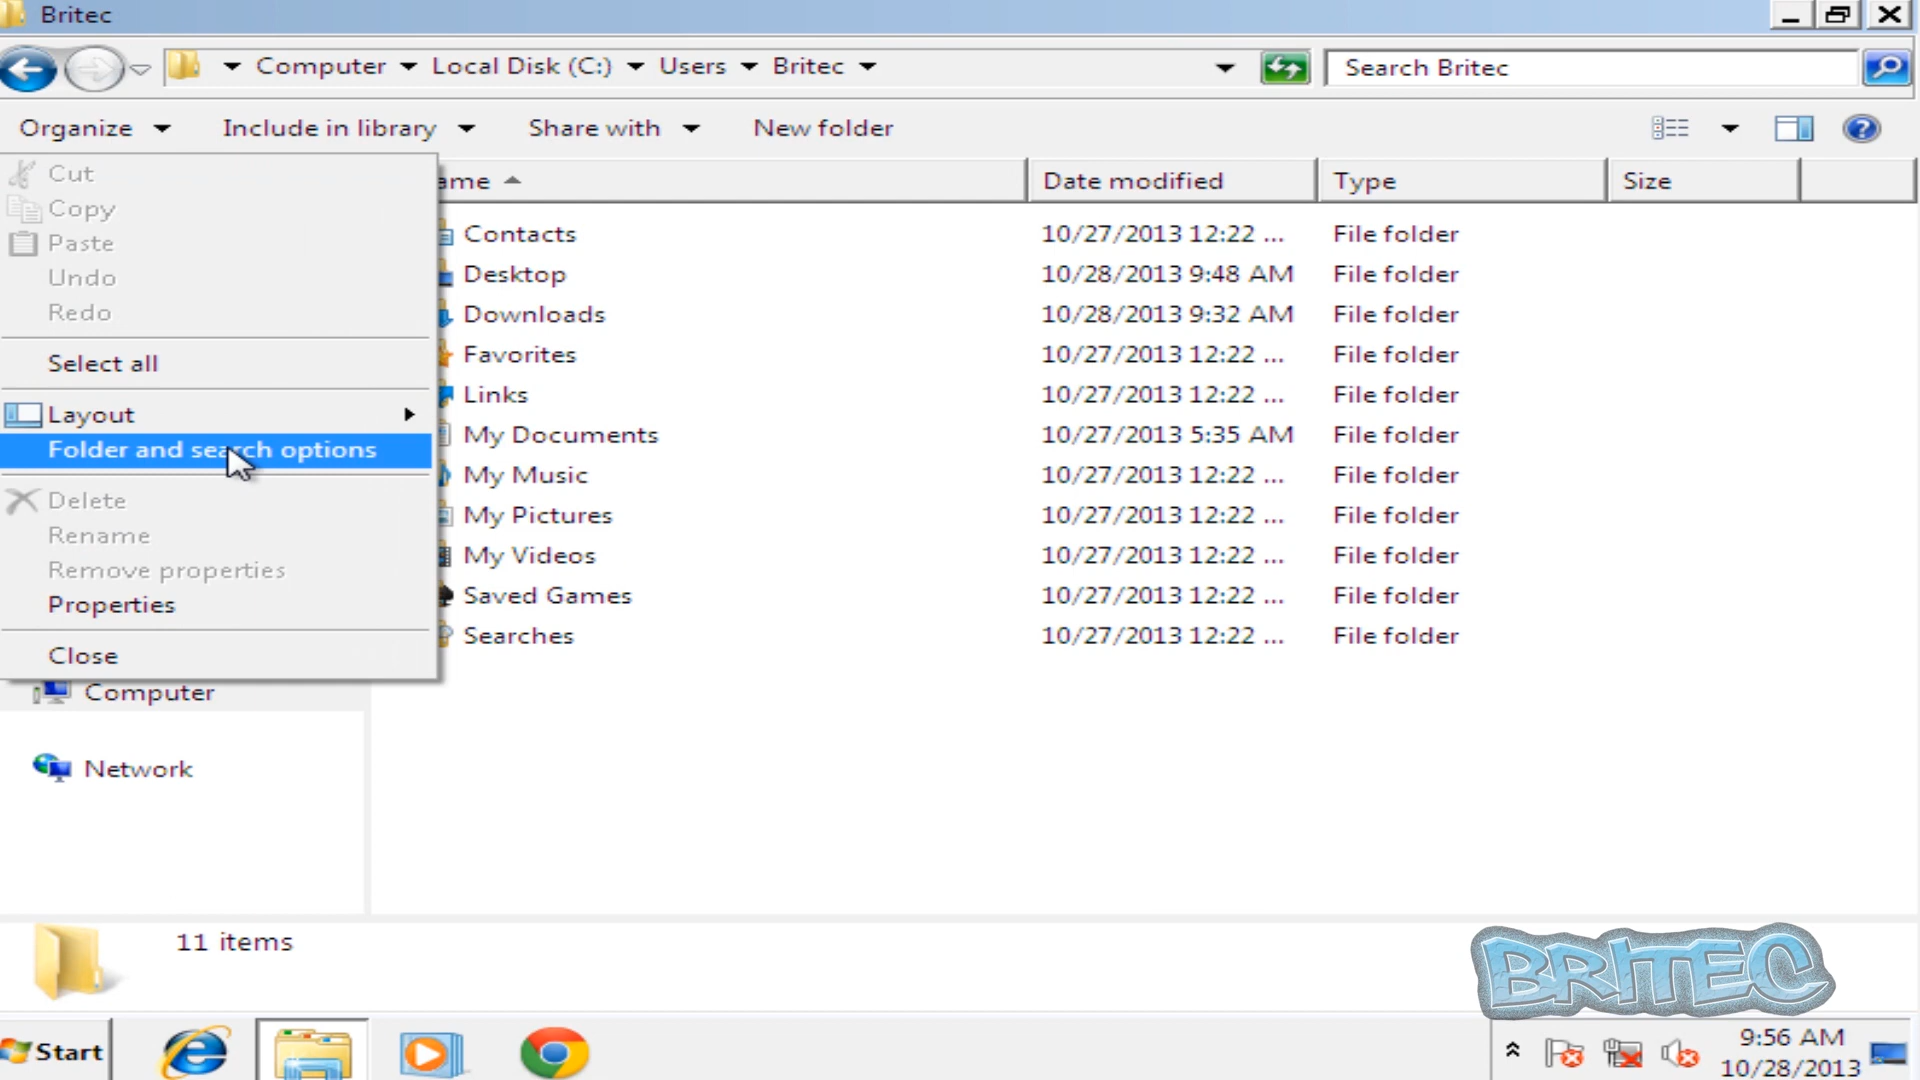 Britec
Computer Local Disk (C:) Users Britec
Search Britec
Organize Include in library Share with New folder
Cut
Copy
Paste
Undo
Redo
Select all
Layout
Folder and search options
Delete
Rename
Remove properties
Properties
Close
Computer
Network
ame Date modified Type Size
Contacts 10/27/2013 12:22 ... File folder
Desktop 10/28/2013 9:48 AM File folder
Downloads 10/28/2013 9:32 AM File folder
Favorites 10/27/2013 12:22 ... File folder
Links 10/27/2013 12:22 ... File folder
My Documents 10/27/2013 5:35 AM File folder
My Music 10/27/2013 12:22 ... File folder
My Pictures 10/27/2013 12:22 ... File folder
My Videos 10/27/2013 12:22 ... File folder
Saved Games 10/27/2013 12:22 ... File folder
Searches 10/27/2013 12:22 ... File folder
11 items
BRITEC
Start
9:56 AM
10/28/2013